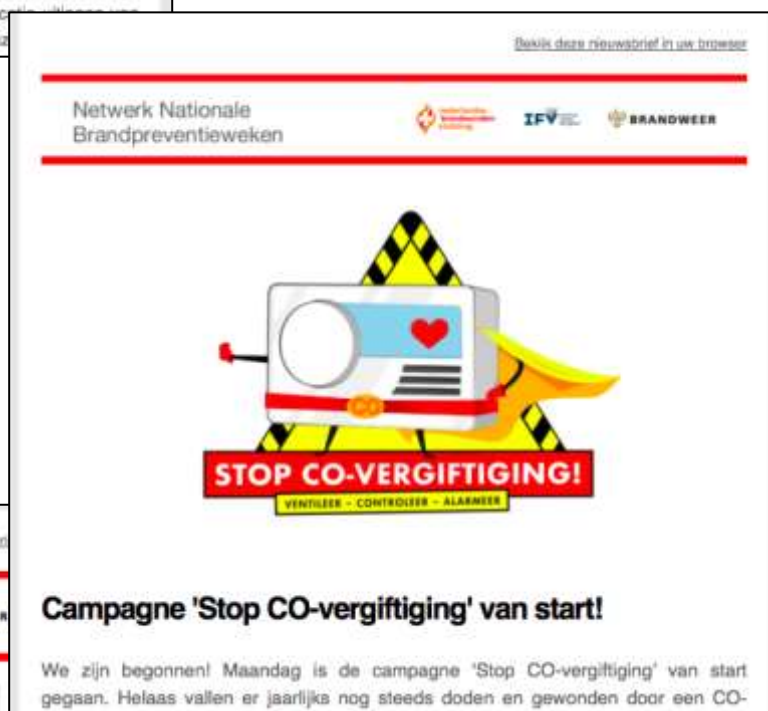 Bekijk deze nieuwsbrief in uw browser
Netwerk Nationale
Brandpreventieweken
IFV
BRANDWEER
CO
STOP CO-VERGIFTIGING!
VENTILEER – CONTROLEER – ALARMEER
Campagne 'Stop CO-vergiftiging' van start!
We zijn begonnen! Maandag is de campagne 'Stop CO-vergiftiging' van start
gegaan. Helaas vallen er jaarlijks nog steeds doden en gewonden door een CO-